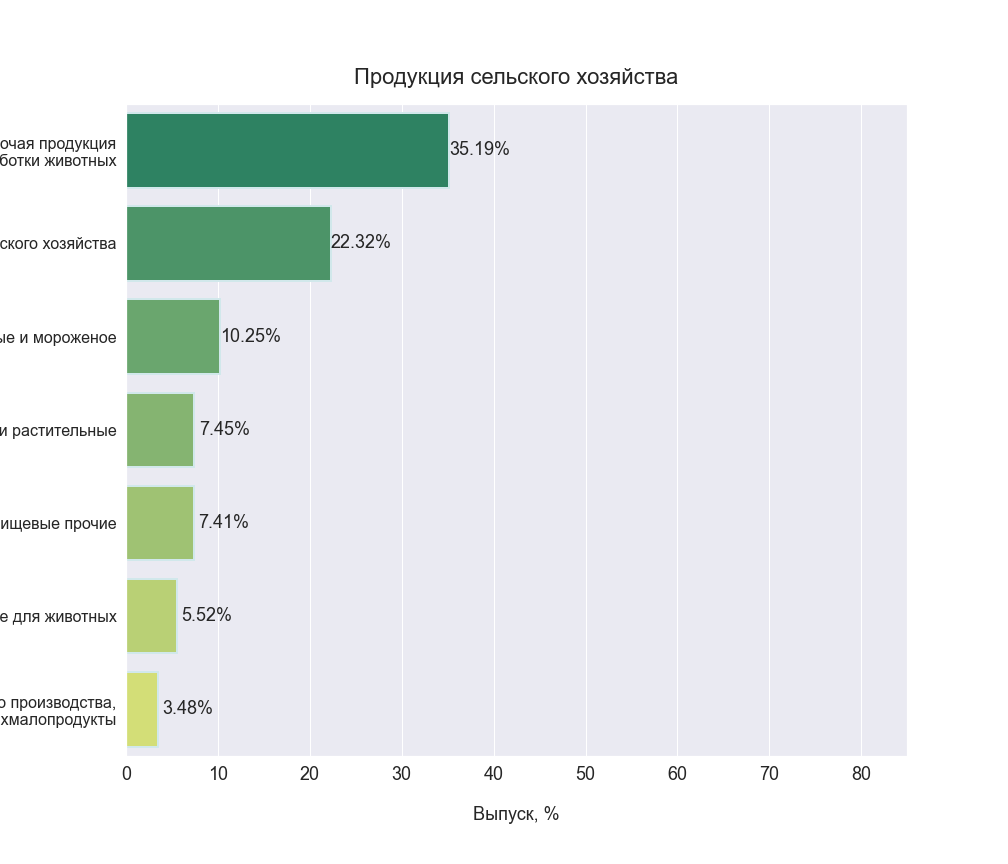 Продукция сельского хозяйства
очая продукция
ботки животных
35.19%
ского хозяйства
22.32%
ые и мороженое
10.25%
и растительные
7.45%
ищевые прочие
7.41%
е для животных
5.52%
о производства,
хмалопродукты
3.48%
0 10 20 30 40 50 60 70 80
Выпуск, %